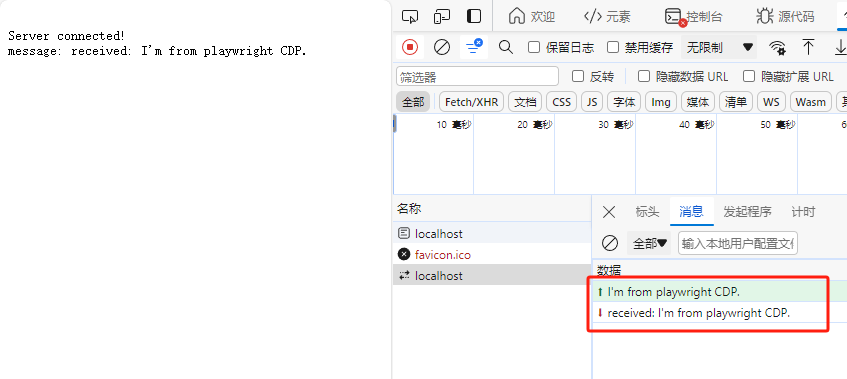 Server connected!
message: received: I'm from playwright CDP.
欢迎
元素
控制台
源代码
保留日志
禁用缓存
无限制
筛选器
反转
隐藏数据 URL
隐藏扩展 URL
全部
Fetch/XHR
文档
CSS
JS
字体
Img
媒体
清单
WS
Wasm
10 毫秒
20 毫秒
30 毫秒
40 毫秒
50 毫秒
名称
localhost
favicon.ico
localhost
标头
消息
发起程序
计时
全部
输入本地用户配置文
数据
I'm from playwright CDP.
received: I'm from playwright CDP.